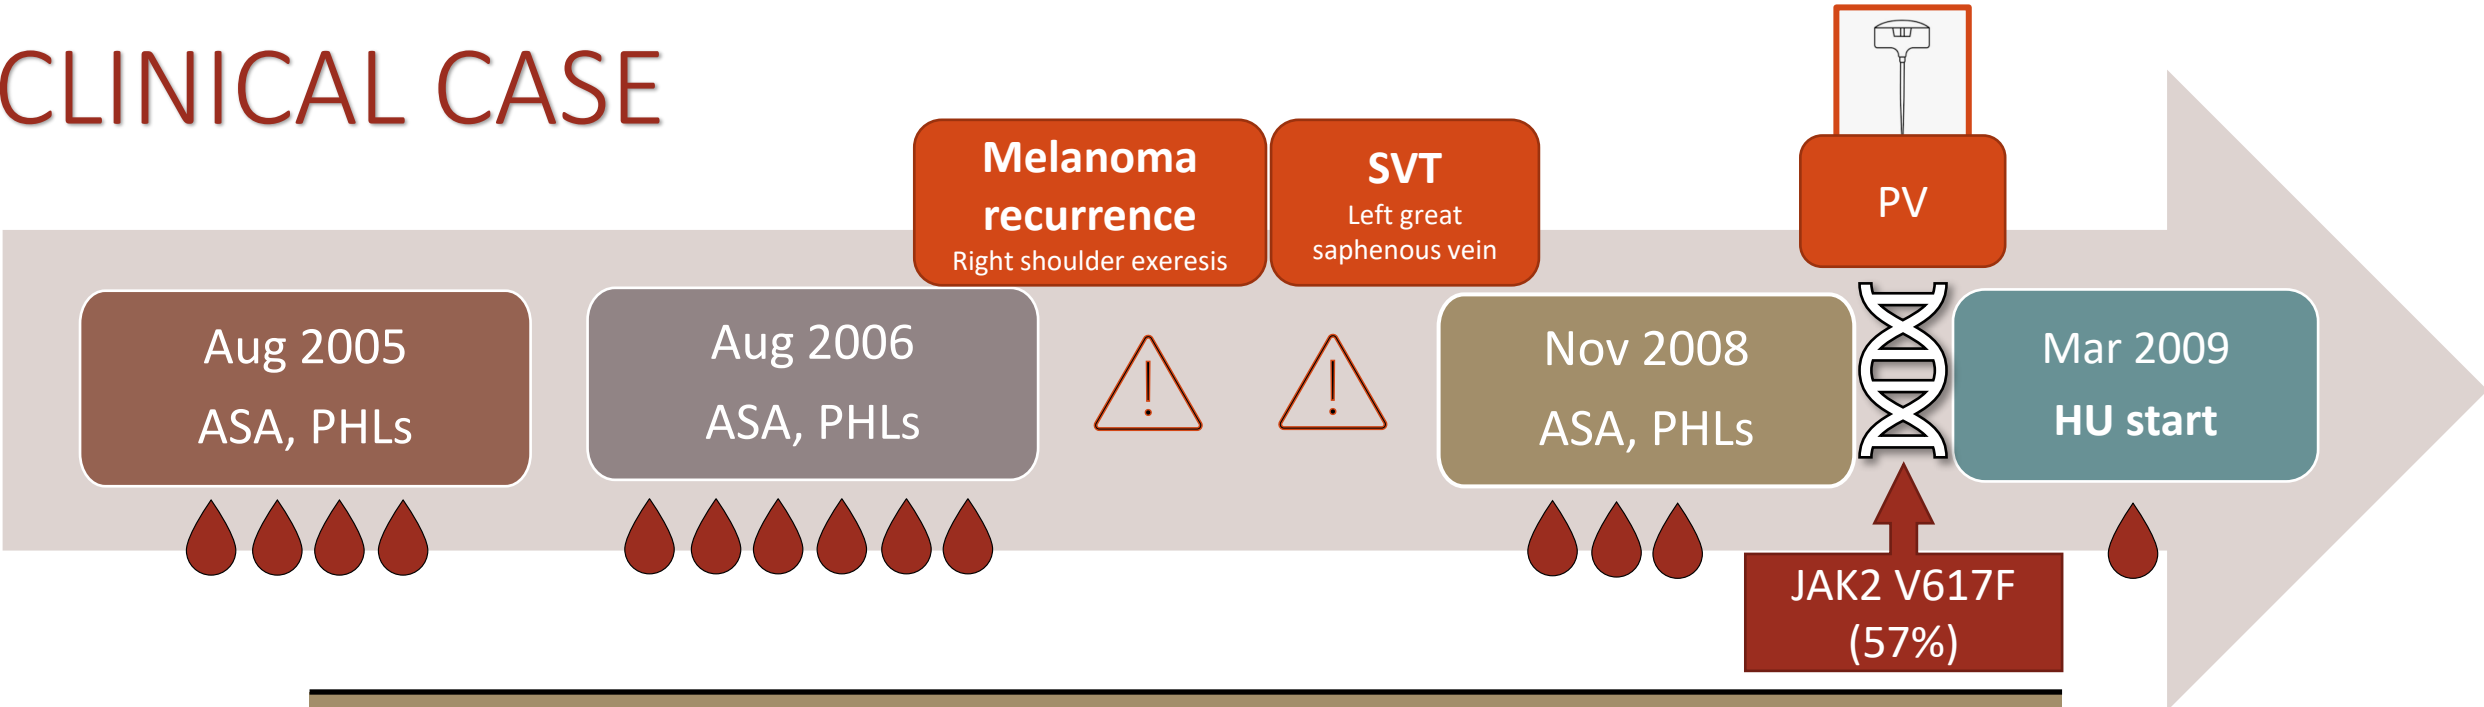 CLINICAL CASE
Melanoma
recurrence
Right shoulder exeresis
SVT
Left great
saphenous vein
PV
Aug 2005
ASA, PHLs
Aug 2006
ASA, PHLs
Nov 2008
ASA, PHLs
Mar 2009
HU start
JAK2 V617F
(57%)